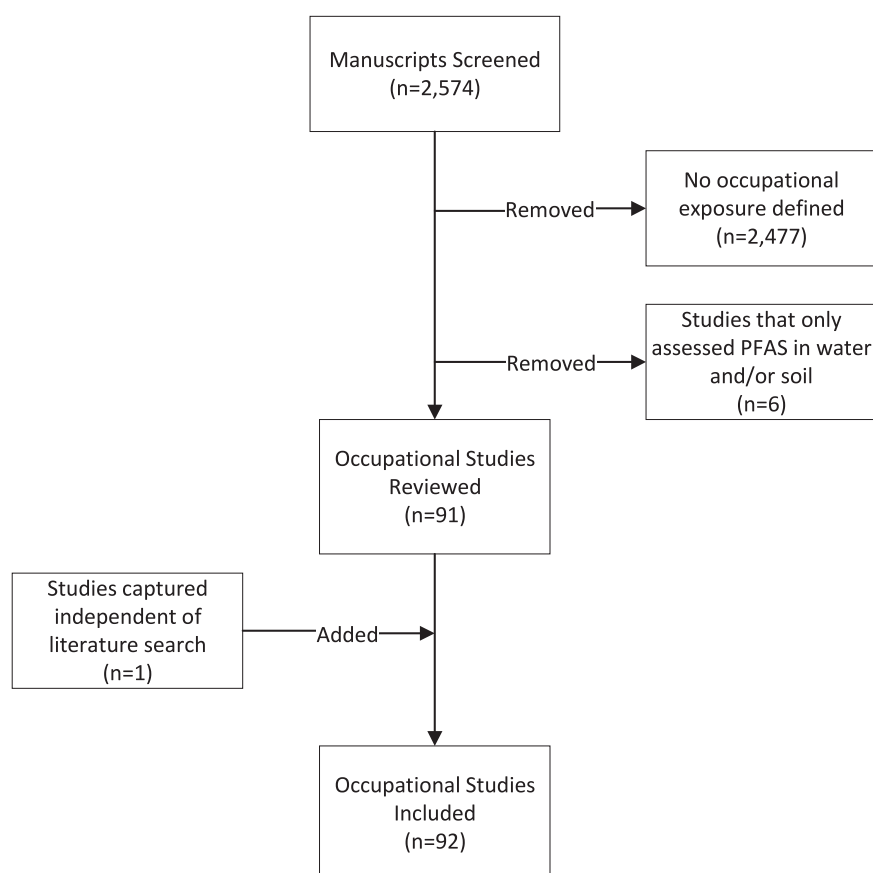 Manuscripts Screened
(n=2,574)
Removed
No occupational
exposure defined
(n=2,477)
Removed
Studies that only
assessed PFAS in water
and/or soil
(n=6)
Occupational Studies
Reviewed
(n=91)
Studies captured
independent of
literature search
(n=1)
Added
Occupational Studies
Included
(n=92)